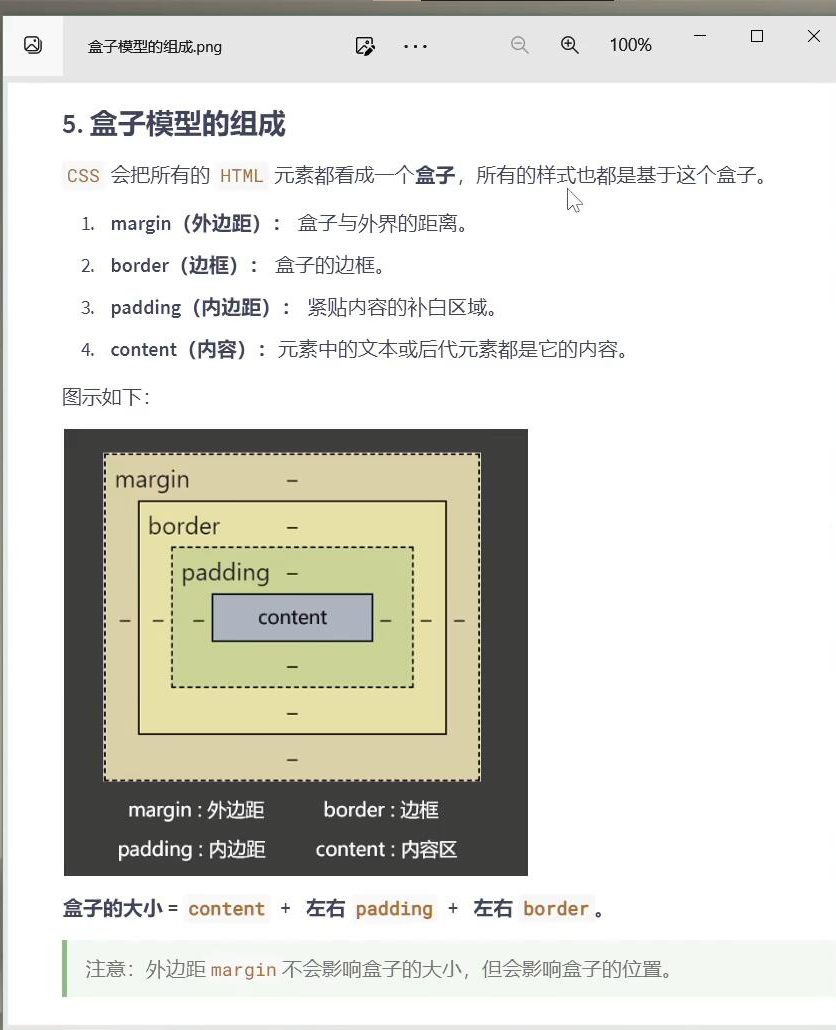 盒子模型的组成.png
100%
5. 盒子模型的组成
CSS 会把所有的 HTML 元素都看成一个盒子，所有的样式也都是基于这个盒子。
1. margin（外边距）： 盒子与外界的距离。
2. border（边框）： 盒子的边框。
3. padding（内边距）： 紧贴内容的补白区域。
4. content（内容）：元素中的文本或后代元素都是它的内容。
图示如下：
margin –
border –
padding –
– – – content – – –
–
–
–
margin : 外边距 border : 边框
padding : 内边距 content : 内容区
盒子的大小 = content + 左右 padding + 左右 border 。
注意：外边距 margin 不会影响盒子的大小，但会影响盒子的位置。